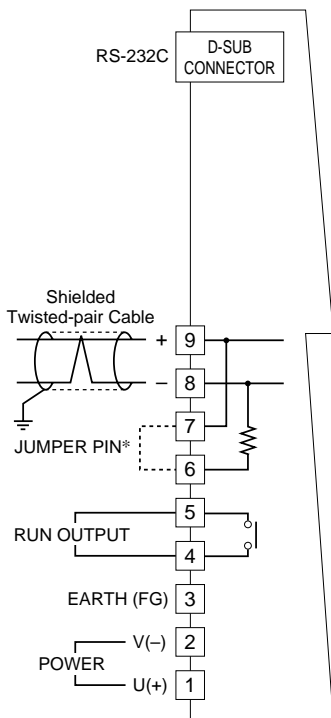 RS-232C
D-SUB
CONNECTOR
Shielded
Twisted-pair Cable
+ 9
– 8
7
JUMPER PIN*
6
5
RUN OUTPUT
4
EARTH (FG) 3
V(–) 2
POWER
U(+) 1